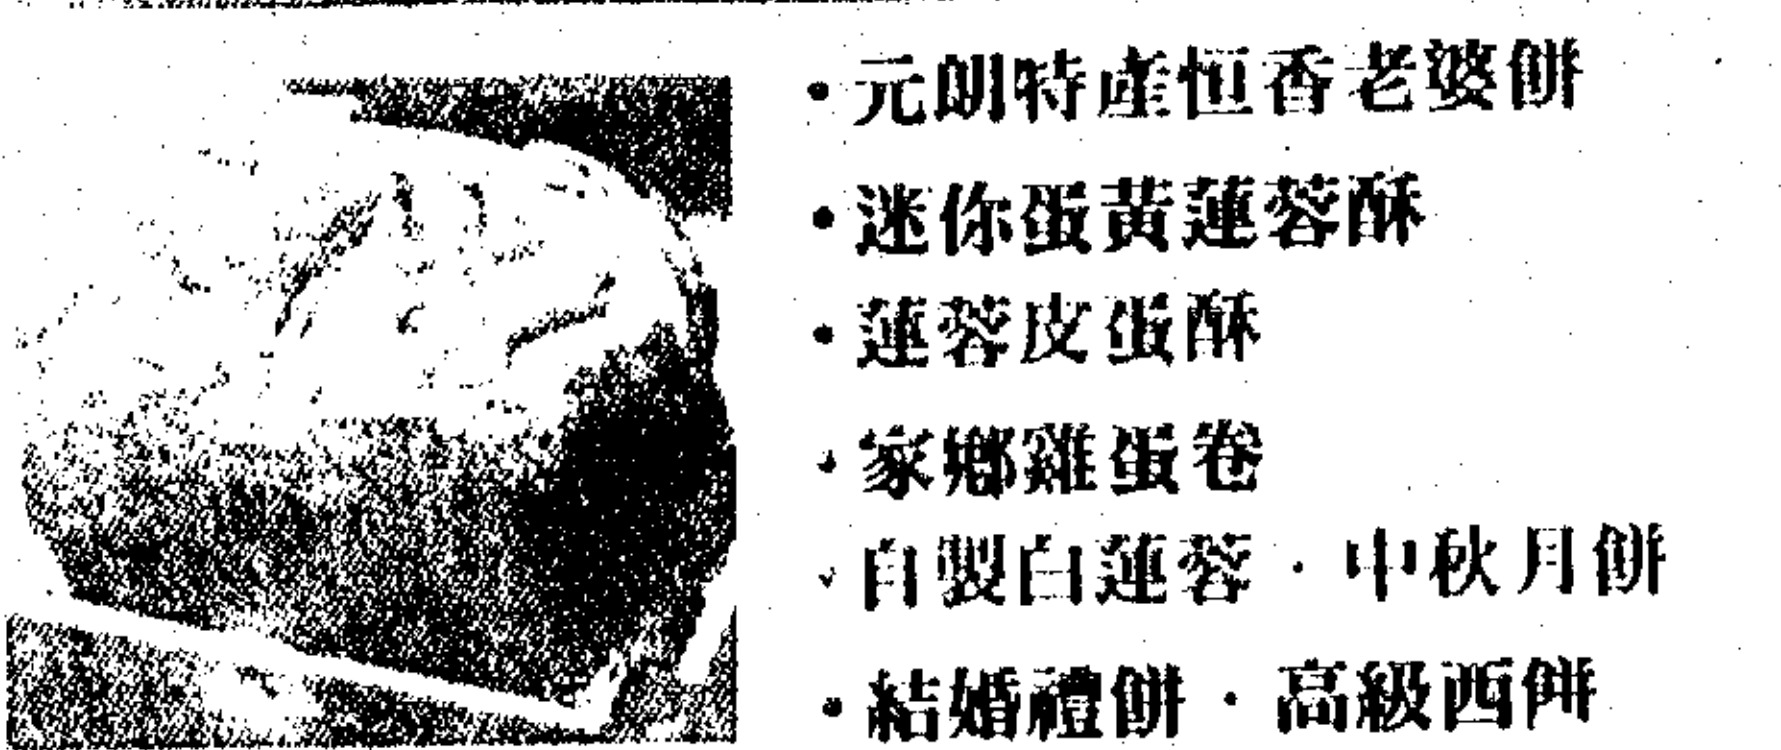 •元朗特產恒香老婆餅
•迷你蛋黃蓮蓉酥
•蓮蓉皮蛋酥
•家鄉雞蛋卷
•自製白蓮蓉·中秋月餅
•結婚禮餅·高級西餅